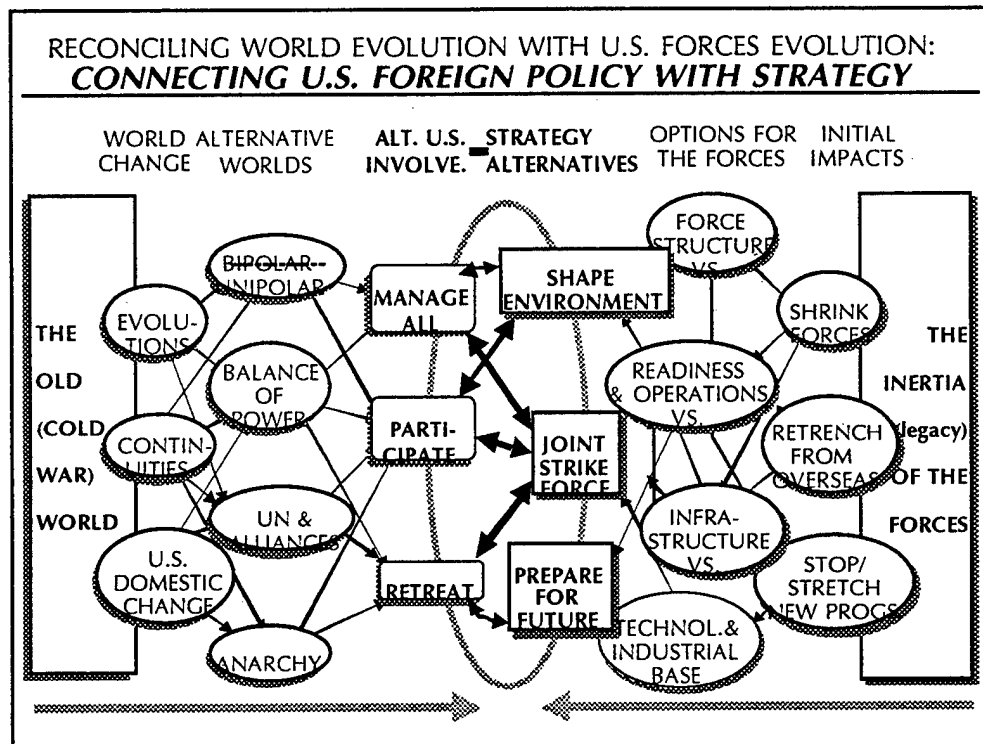 RECONCILING WORLD EVOLUTION WITH U.S. FORCES EVOLUTION:
CONNECTING U.S. FOREIGN POLICY WITH STRATEGY
WORLD
CHANGE
ALTERNATIVE
WORLDS
ALT. U.S.
INVOLVE.
=
STRATEGY
ALTERNATIVES
OPTIONS FOR
THE FORCES
INITIAL
IMPACTS
THE
OLD
(COLD
WAR)
WORLD
EVOLU-
TIONS
CONTIN-
UITIES
U.S.
DOMESTIC
CHANGE
BIPOLAR--
UNIPOLAR
BALANCE
OF
POWER
UN &
ALLIANCES
ANARCHY
MANAGE
ALL
PARTI-
CIPATE
RETREAT
SHAPE
ENVIRONMENT
JOINT
STRIKE
FORCE
PREPARE
FOR
FUTURE
FORCE
STRUCTURE
VS.
READINESS
& OPERATIONS
VS.
INFRA-
STRUCTURE
VS.
TECHNOL.&
INDUSTRIAL
BASE
SHRINK
FORCES
RETRENCH
FROM
OVERSEAS
STOP/
STRETCH
NEW PROGS
THE
INERTIA
(legacy)
OF THE
FORCES